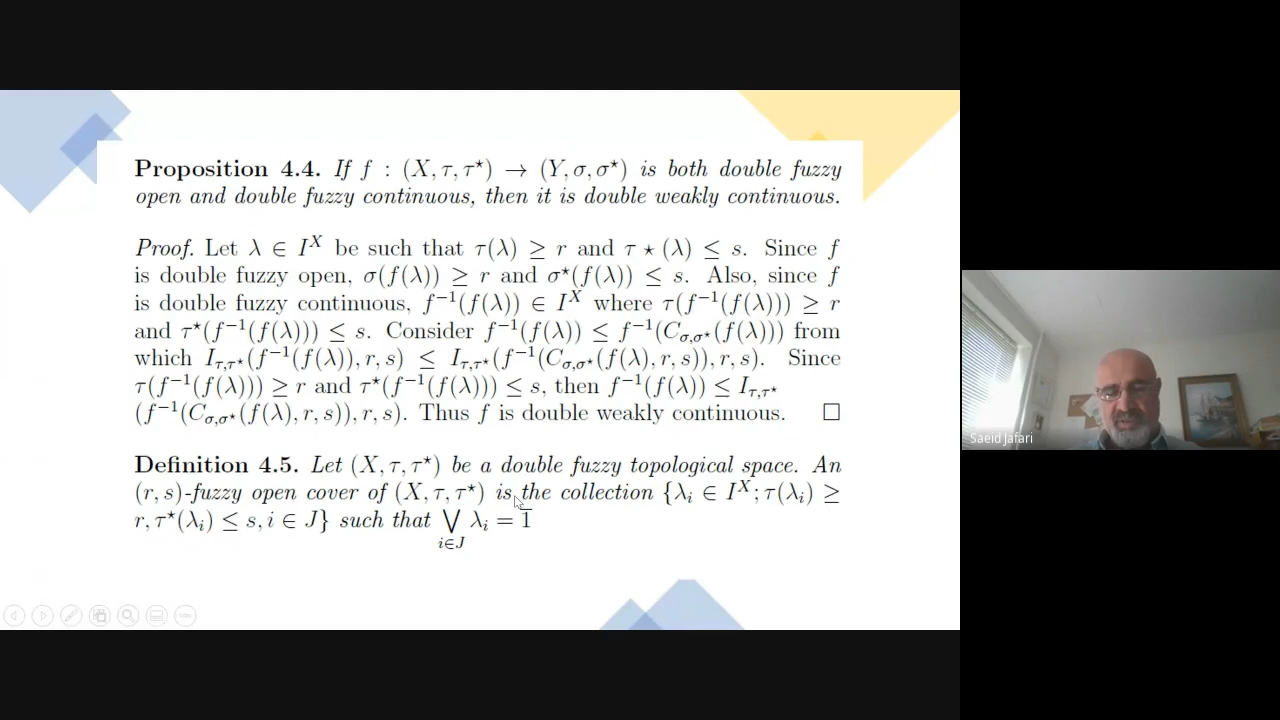 Proposition 4.4. If f : (X, τ, τ⋆) → (Y, σ, σ⋆) is both double fuzzy
open and double fuzzy continuous, then it is double weakly continuous.
Proof. Let λ ∈ I^X be such that τ(λ) ≥ r and τ ⋆ (λ) ≤ s. Since f
is double fuzzy open, σ(f(λ)) ≥ r and σ⋆(f(λ)) ≤ s. Also, since f
is double fuzzy continuous, f⁻¹(f(λ)) ∈ I^X where τ(f⁻¹(f(λ))) ≥ r
and τ⋆(f⁻¹(f(λ))) ≤ s. Consider f⁻¹(f(λ)) ≤ f⁻¹(C_{σ,σ⋆}(f(λ))) from
which I_{τ,τ⋆}(f⁻¹(f(λ)), r, s) ≤ I_{τ,τ⋆}(f⁻¹(C_{σ,σ⋆}(f(λ), r, s)), r, s). Since
τ(f⁻¹(f(λ))) ≥ r and τ⋆(f⁻¹(f(λ))) ≤ s, then f⁻¹(f(λ)) ≤ I_{τ,τ⋆}
(f⁻¹(C_{σ,σ⋆}(f(λ), r, s)), r, s). Thus f is double weakly continuous. □
Definition 4.5. Let (X, τ, τ⋆) be a double fuzzy topological space. An
(r, s)-fuzzy open cover of (X, τ, τ⋆) is the collection {λ_i ∈ I^X; τ(λ_i) ≥
r, τ⋆(λ_i) ≤ s, i ∈ J} such that ⋁_{i∈J} λ_i = 1̅
Saeid Jafari